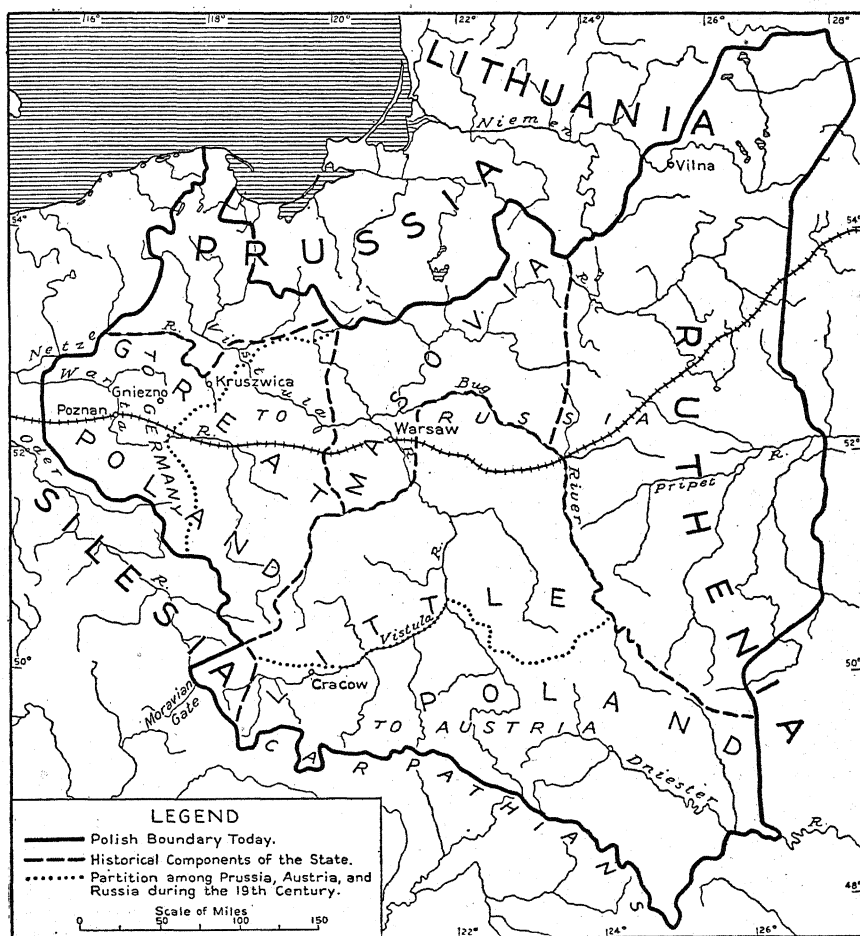 16°
18°
20°
22°
24°
26°
28°
LITHUANIA
Niemen
Vilna
54°
54°
PRUSSIA
R.
MASOVIA
RUTHENIA
Netze R.
Vistula
Warta
GREAT POLAND
TO GERMANY
Gniezno
Kruszwica
Poznan
TO RUSSIA
Bug
River
Warsaw
R.
R.
52°
52°
Oder
R.
SILESIA
Pripet R.
R.
LITTLE POLAND
Vistula
50°
50°
Cracow
Moravian
Gate
TO AUSTRIA
CARPATHIANS
Dniester
R.
48°
22°
24°
26°
LEGEND
Polish Boundary Today.
Historical Components of the State.
Partition among Prussia, Austria, and
Russia during the 19th Century.
Scale of Miles
0 50 100 150